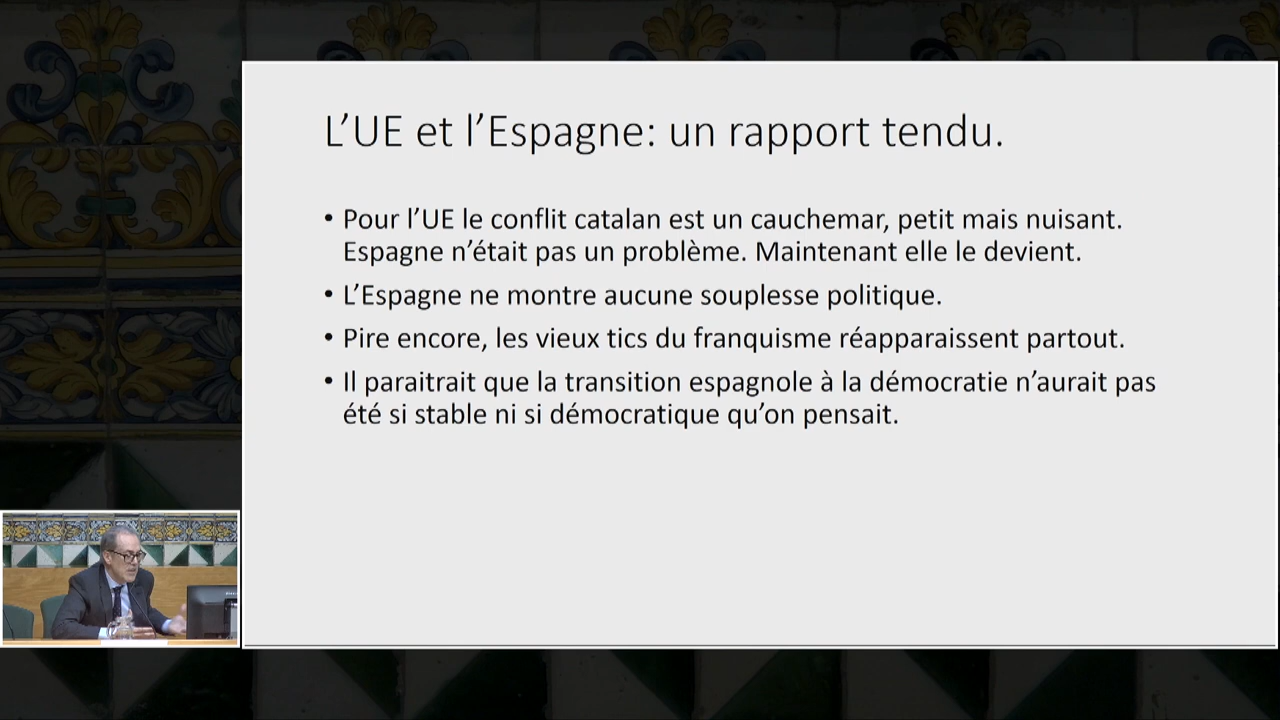 L’UE et l’Espagne: un rapport tendu.
• Pour l’UE le conflit catalan est un cauchemar, petit mais nuisant.
Espagne n’était pas un problème. Maintenant elle le devient.
• L’Espagne ne montre aucune souplesse politique.
• Pire encore, les vieux tics du franquisme réapparaissent partout.
• Il paraitrait que la transition espagnole à la démocratie n’aurait pas
été si stable ni si démocratique qu’on pensait.